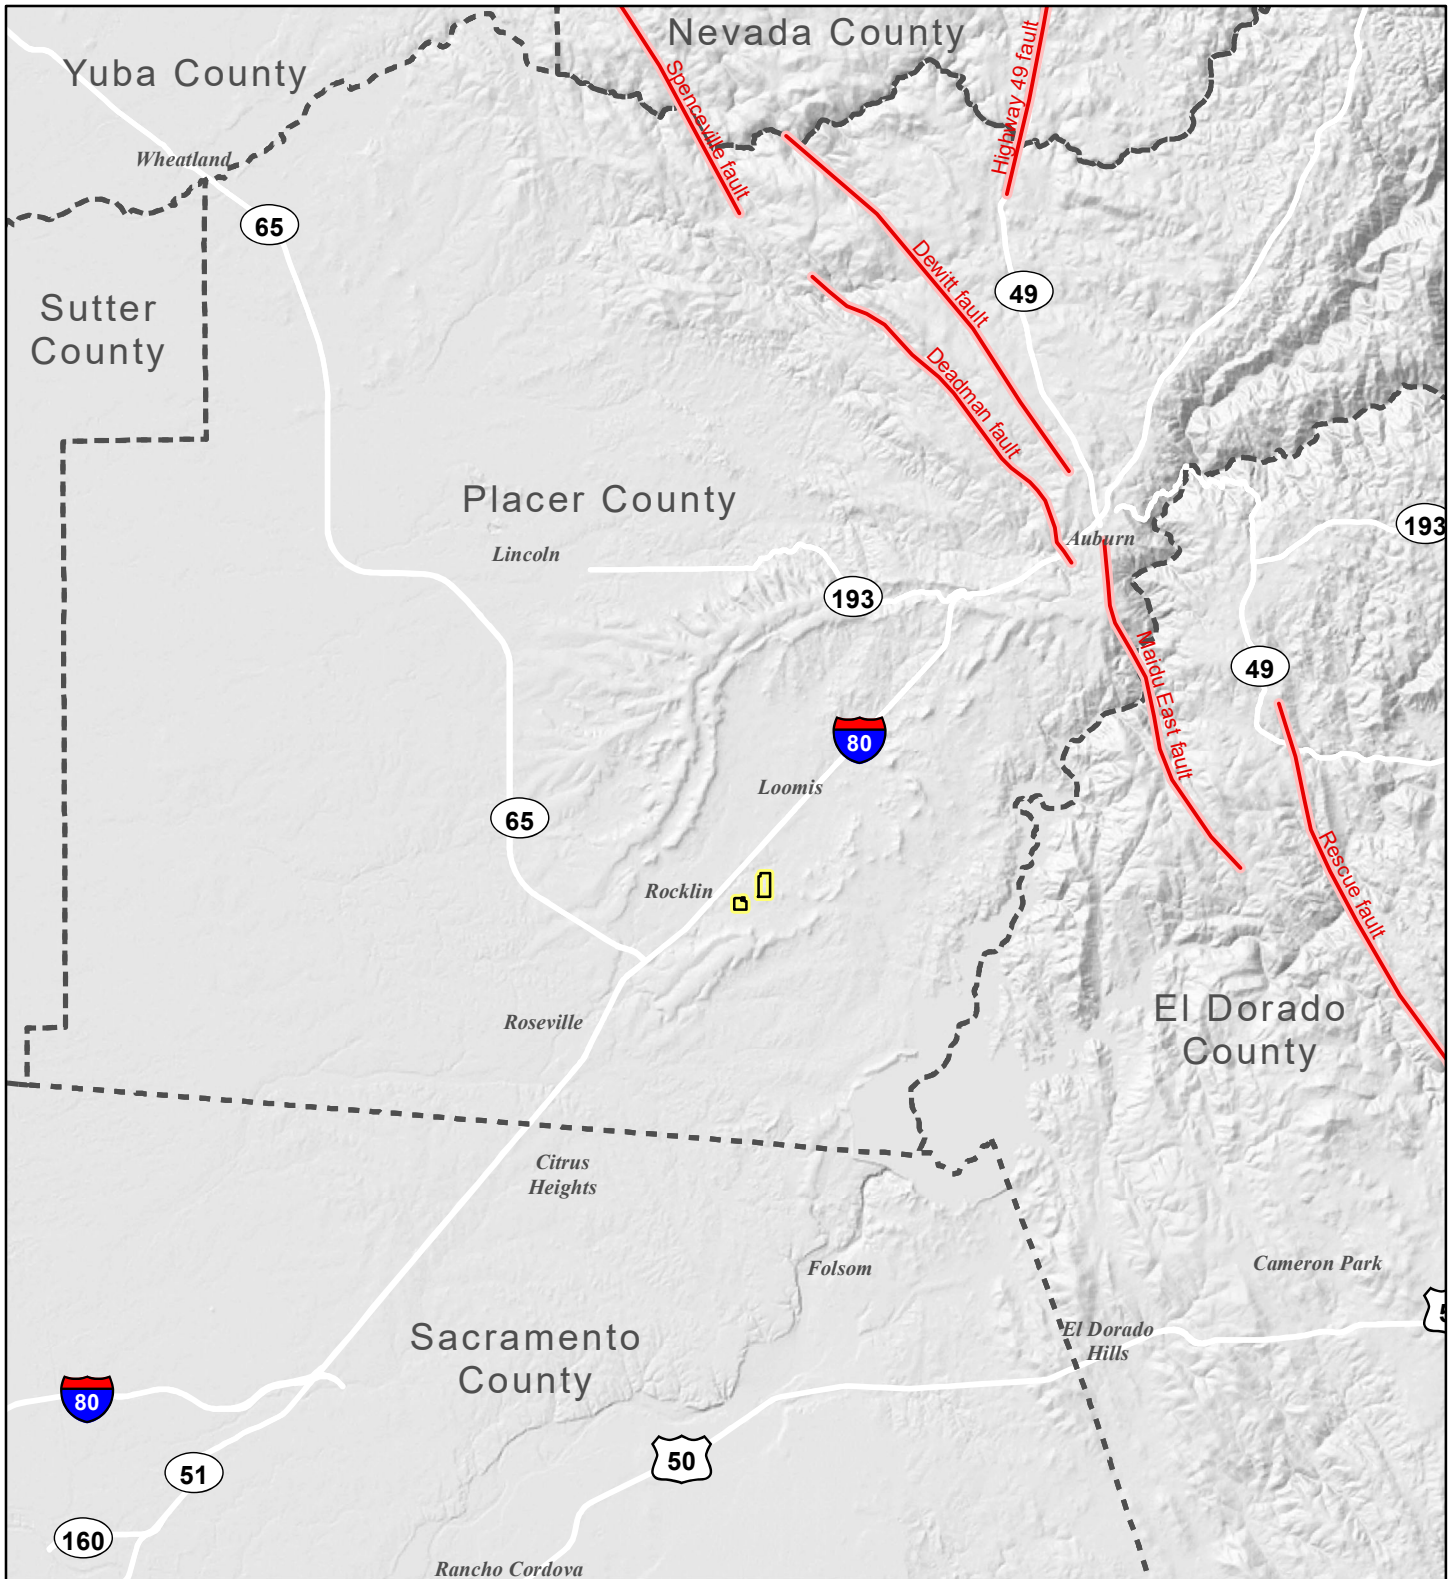 Nevada County
Yuba County
Spenceville fault
Highway 49 fault
Wheatland
65
Sutter
County
Dewitt fault
49
Deadman fault
Placer County
193
Auburn
Lincoln
193
Maidu East fault
49
80
Loomis
65
Rescue fault
Rocklin
El Dorado
County
Roseville
Citrus
Heights
Folsom
Cameron Park
El Dorado
Hills
Sacramento
County
80
50
51
160
Rancho Cordova